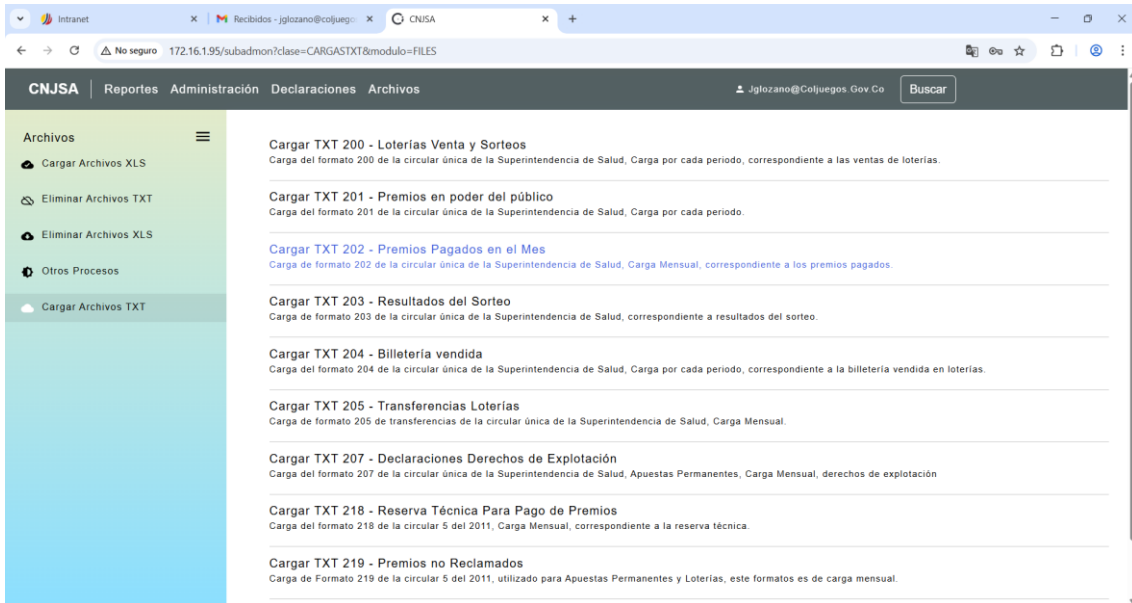 Intranet
Recibidos - jglozano@coljuego
CNJSA
No seguro
172.16.1.95/subadmon?clase=CARGASTXT&modulo=FILES
CNJSA
Reportes
Administración
Declaraciones
Archivos
Jglozano@Coljuegos.Gov.Co
Buscar
Archivos
Cargar Archivos XLS
Eliminar Archivos TXT
Eliminar Archivos XLS
Otros Procesos
Cargar Archivos TXT
Cargar TXT 200 - Loterías Venta y Sorteos
Carga del formato 200 de la circular única de la Superintendencia de Salud, Carga por cada periodo, correspondiente a las ventas de loterías.
Cargar TXT 201 - Premios en poder del público
Carga del formato 201 de la circular única de la Superintendencia de Salud, Carga por cada periodo.
Cargar TXT 202 - Premios Pagados en el Mes
Carga de formato 202 de la circular única de la Superintendencia de Salud, Carga Mensual, correspondiente a los premios pagados.
Cargar TXT 203 - Resultados del Sorteo
Carga de formato 203 de la circular única de la Superintendencia de Salud, correspondiente a resultados del sorteo.
Cargar TXT 204 - Billetería vendida
Carga del formato 204 de la circular única de la Superintendencia de Salud, Carga por cada periodo, correspondiente a la billetería vendida en loterías.
Cargar TXT 205 - Transferencias Loterías
Carga de formato 205 de transferencias de la circular única de la Superintendencia de Salud, Carga Mensual.
Cargar TXT 207 - Declaraciones Derechos de Explotación
Carga del formato 207 de la circular única de la Superintendencia de Salud, Apuestas Permanentes, Carga Mensual, derechos de explotación
Cargar TXT 218 - Reserva Técnica Para Pago de Premios
Carga del formato 218 de la circular 5 del 2011, Carga Mensual, correspondiente a la reserva técnica.
Cargar TXT 219 - Premios no Reclamados
Carga de Formato 219 de la circular 5 del 2011, utilizado para Apuestas Permanentes y Loterías, este formatos es de carga mensual.